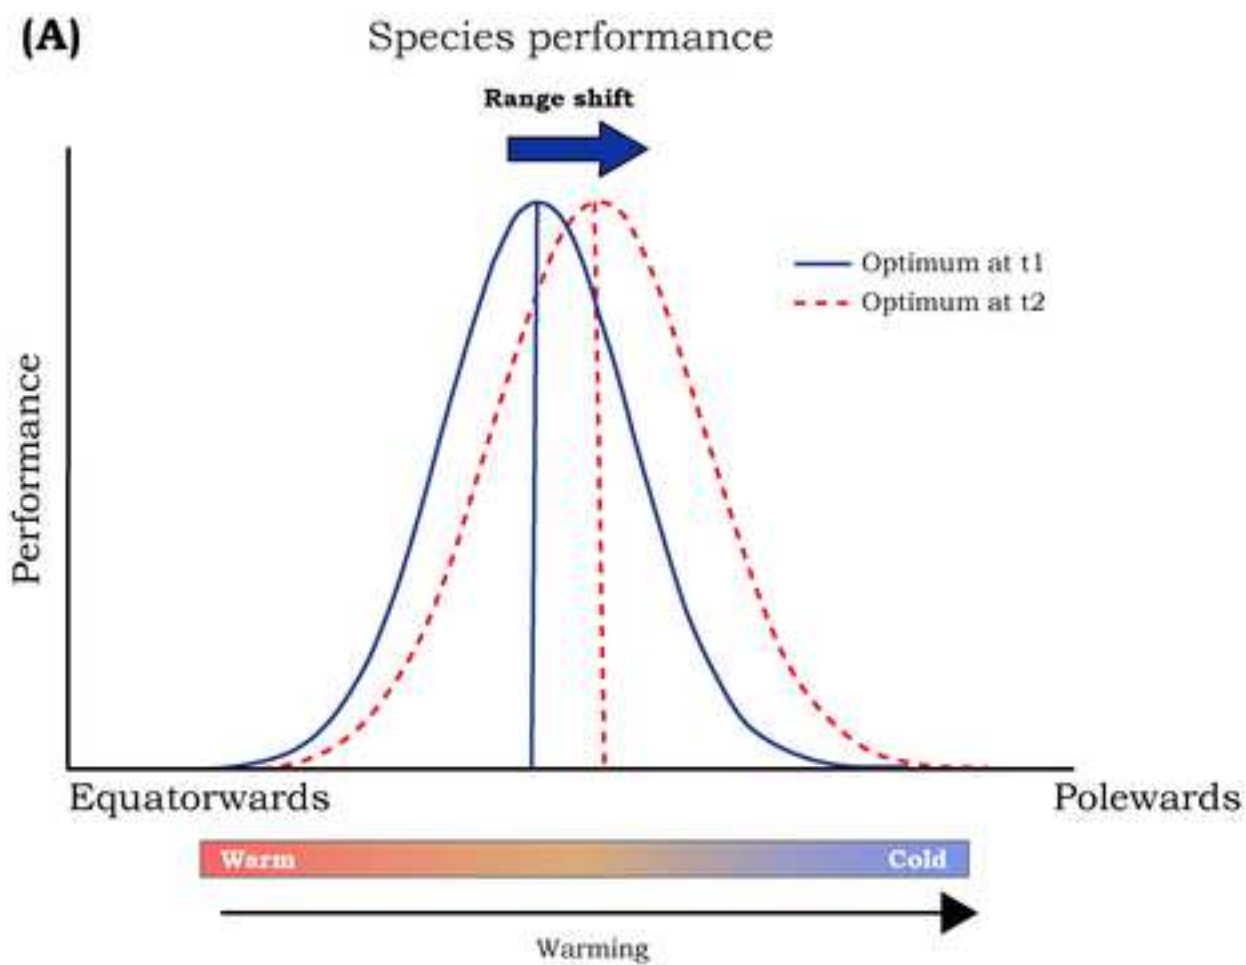 (A)
Species performance
Range shift
Optimum at t1
Optimum at t2
Performance
Equatorwards
Polewards
Warm
Cold
Warming